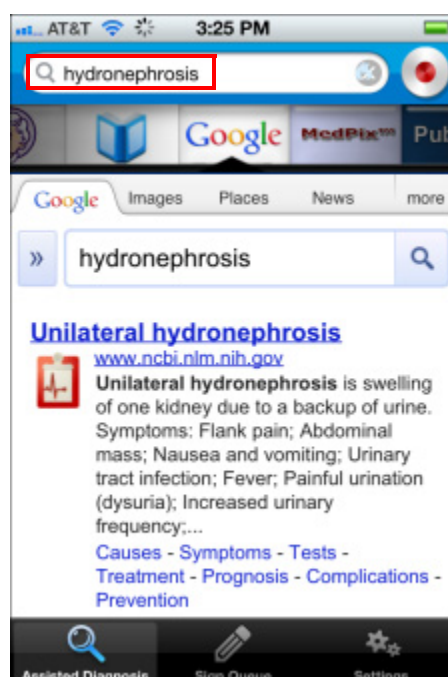 AT&T 3:25 PM
hydronephrosis
Google MedPix™ Pub
Google Images Places News more
» hydronephrosis
Unilateral hydronephrosis
www.ncbi.nlm.nih.gov
Unilateral hydronephrosis is swelling
of one kidney due to a backup of urine.
Symptoms: Flank pain; Abdominal
mass; Nausea and vomiting; Urinary
tract infection; Fever; Painful urination
(dysuria); Increased urinary
frequency;...
Causes - Symptoms - Tests -
Treatment - Prognosis - Complications -
Prevention
Assisted Diagnosis Sign Queue Settings